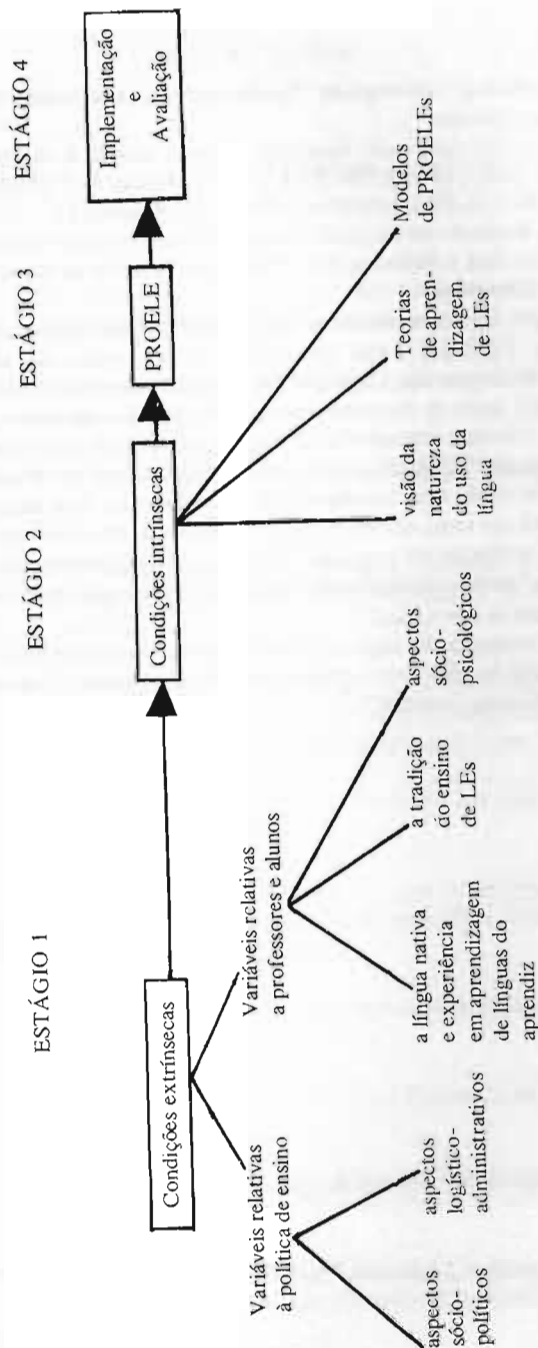 ESTÁGIO 1
ESTÁGIO 2
ESTÁGIO 3
ESTÁGIO 4
Condições extrínsecas
Condições intrínsecas
PROELE
Implementação
e
Avaliação
Variáveis relativas
à política de ensino
Variáveis relativas
a professores e alunos
aspectos
sócio-
políticos
aspectos
logístico-
administrativos
a língua nativa
e experiência
em aprendizagem
de línguas do
aprendiz
a tradição
do ensino
de LEs
aspectos
sócio-
psicológicos
visão da
natureza
do uso da
língua
Teorias
de apren-
dizagem
de LEs
Modelos
de PROELEs